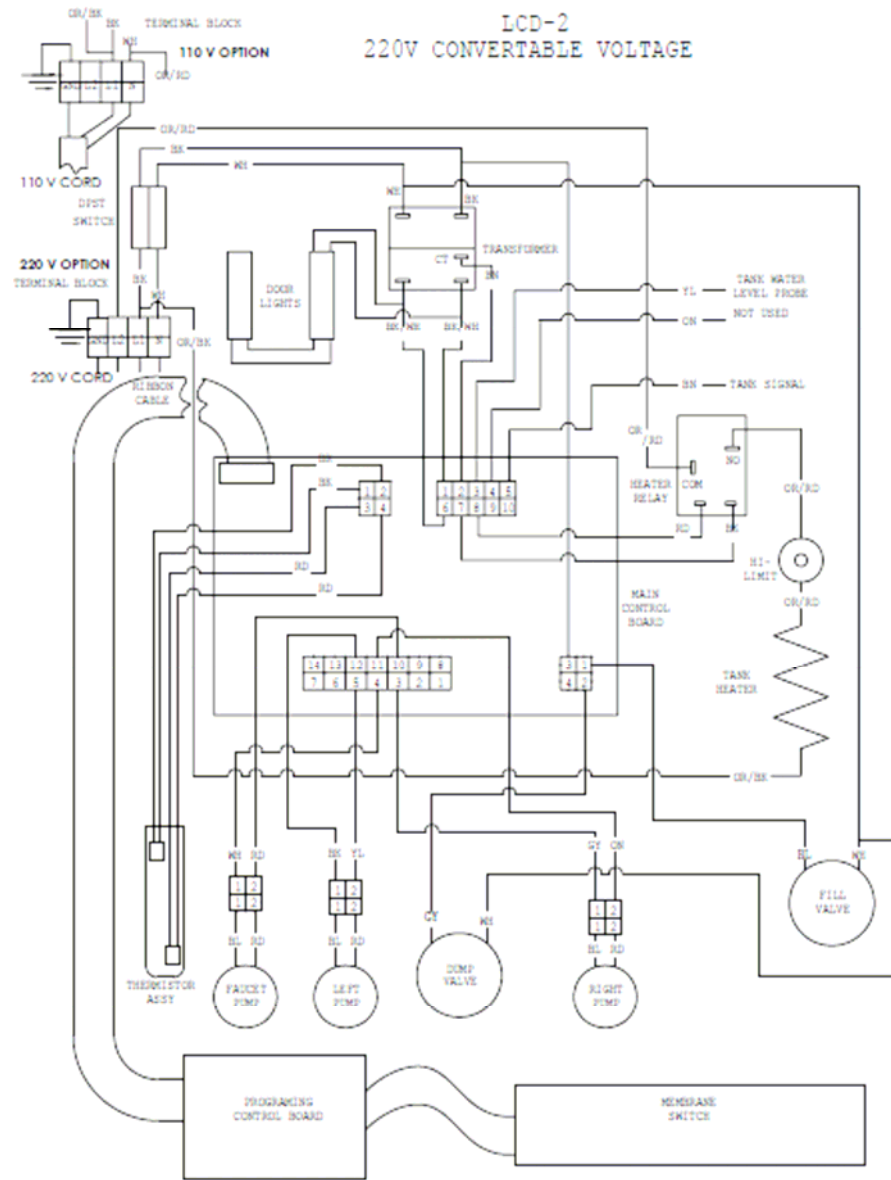 LCD-2
220V CONVERTABLE VOLTAGE
OR/BK
BK
TERMINAL BLOCK
WH
110 V OPTION
OR/RD
GND L2 L1 N
110 V CORD
OR/RD
BK
WH
DPST
SWITCH
WH
BK
TRANSFORMER
CT
BN
220 V OPTION
TERMINAL BLOCK
BK
WH
DOOR
LIGHTS
YL
TANK WATER
LEVEL PROBE
ON
NOT USED
GND L2 L1 N
OR/BK
BK/WH
BK/WH
220 V CORD
RIBBON
CABLE
BN
TANK SIGNAL
OR
/RD
NO
COM
HEATER
RELAY
OR/RD
BK
1 2
3 4
1 2 3 4 5
6 7 8 9 10
RD
BK
RD
HI-
LIMIT
RD
OR/RD
MAIN
CONTROL
BOARD
14 13 12 11 10 9 8
7 6 5 4 3 2 1
3 1
4 2
TANK
HEATER
OR/BK
WH RD
BK YL
GY ON
BL
WH
1 2
1 2
1 2
1 2
1 2
1 2
FILL
VALVE
GY
WH
BL RD
BL RD
BL RD
THERMISTOR
ASSY
FAUCET
PUMP
LEFT
PUMP
DUMP
VALVE
RIGHT
PUMP
PROGRAMING
CONTROL BOARD
MEMBRANE
SWITCH